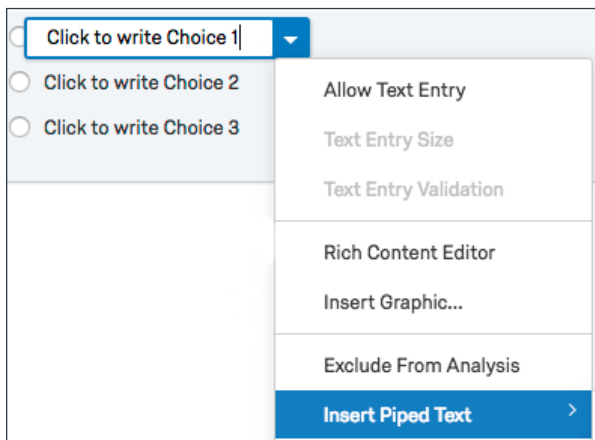 Click to write Choice 1
Click to write Choice 2
Click to write Choice 3
Allow Text Entry
Text Entry Size
Text Entry Validation
Rich Content Editor
Insert Graphic...
Exclude From Analysis
Insert Piped Text